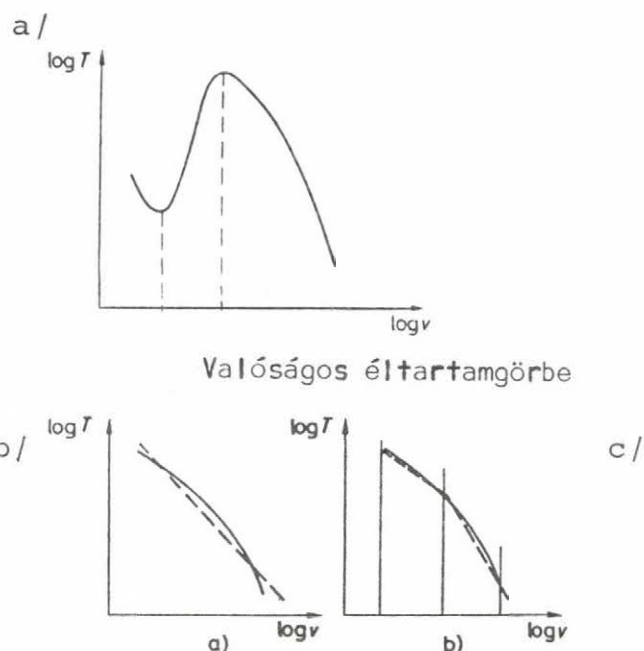 a/
log T
log v
Valóságos éltartamgörbe
b/
log T
log v
a)
log T
log v
b)
c/